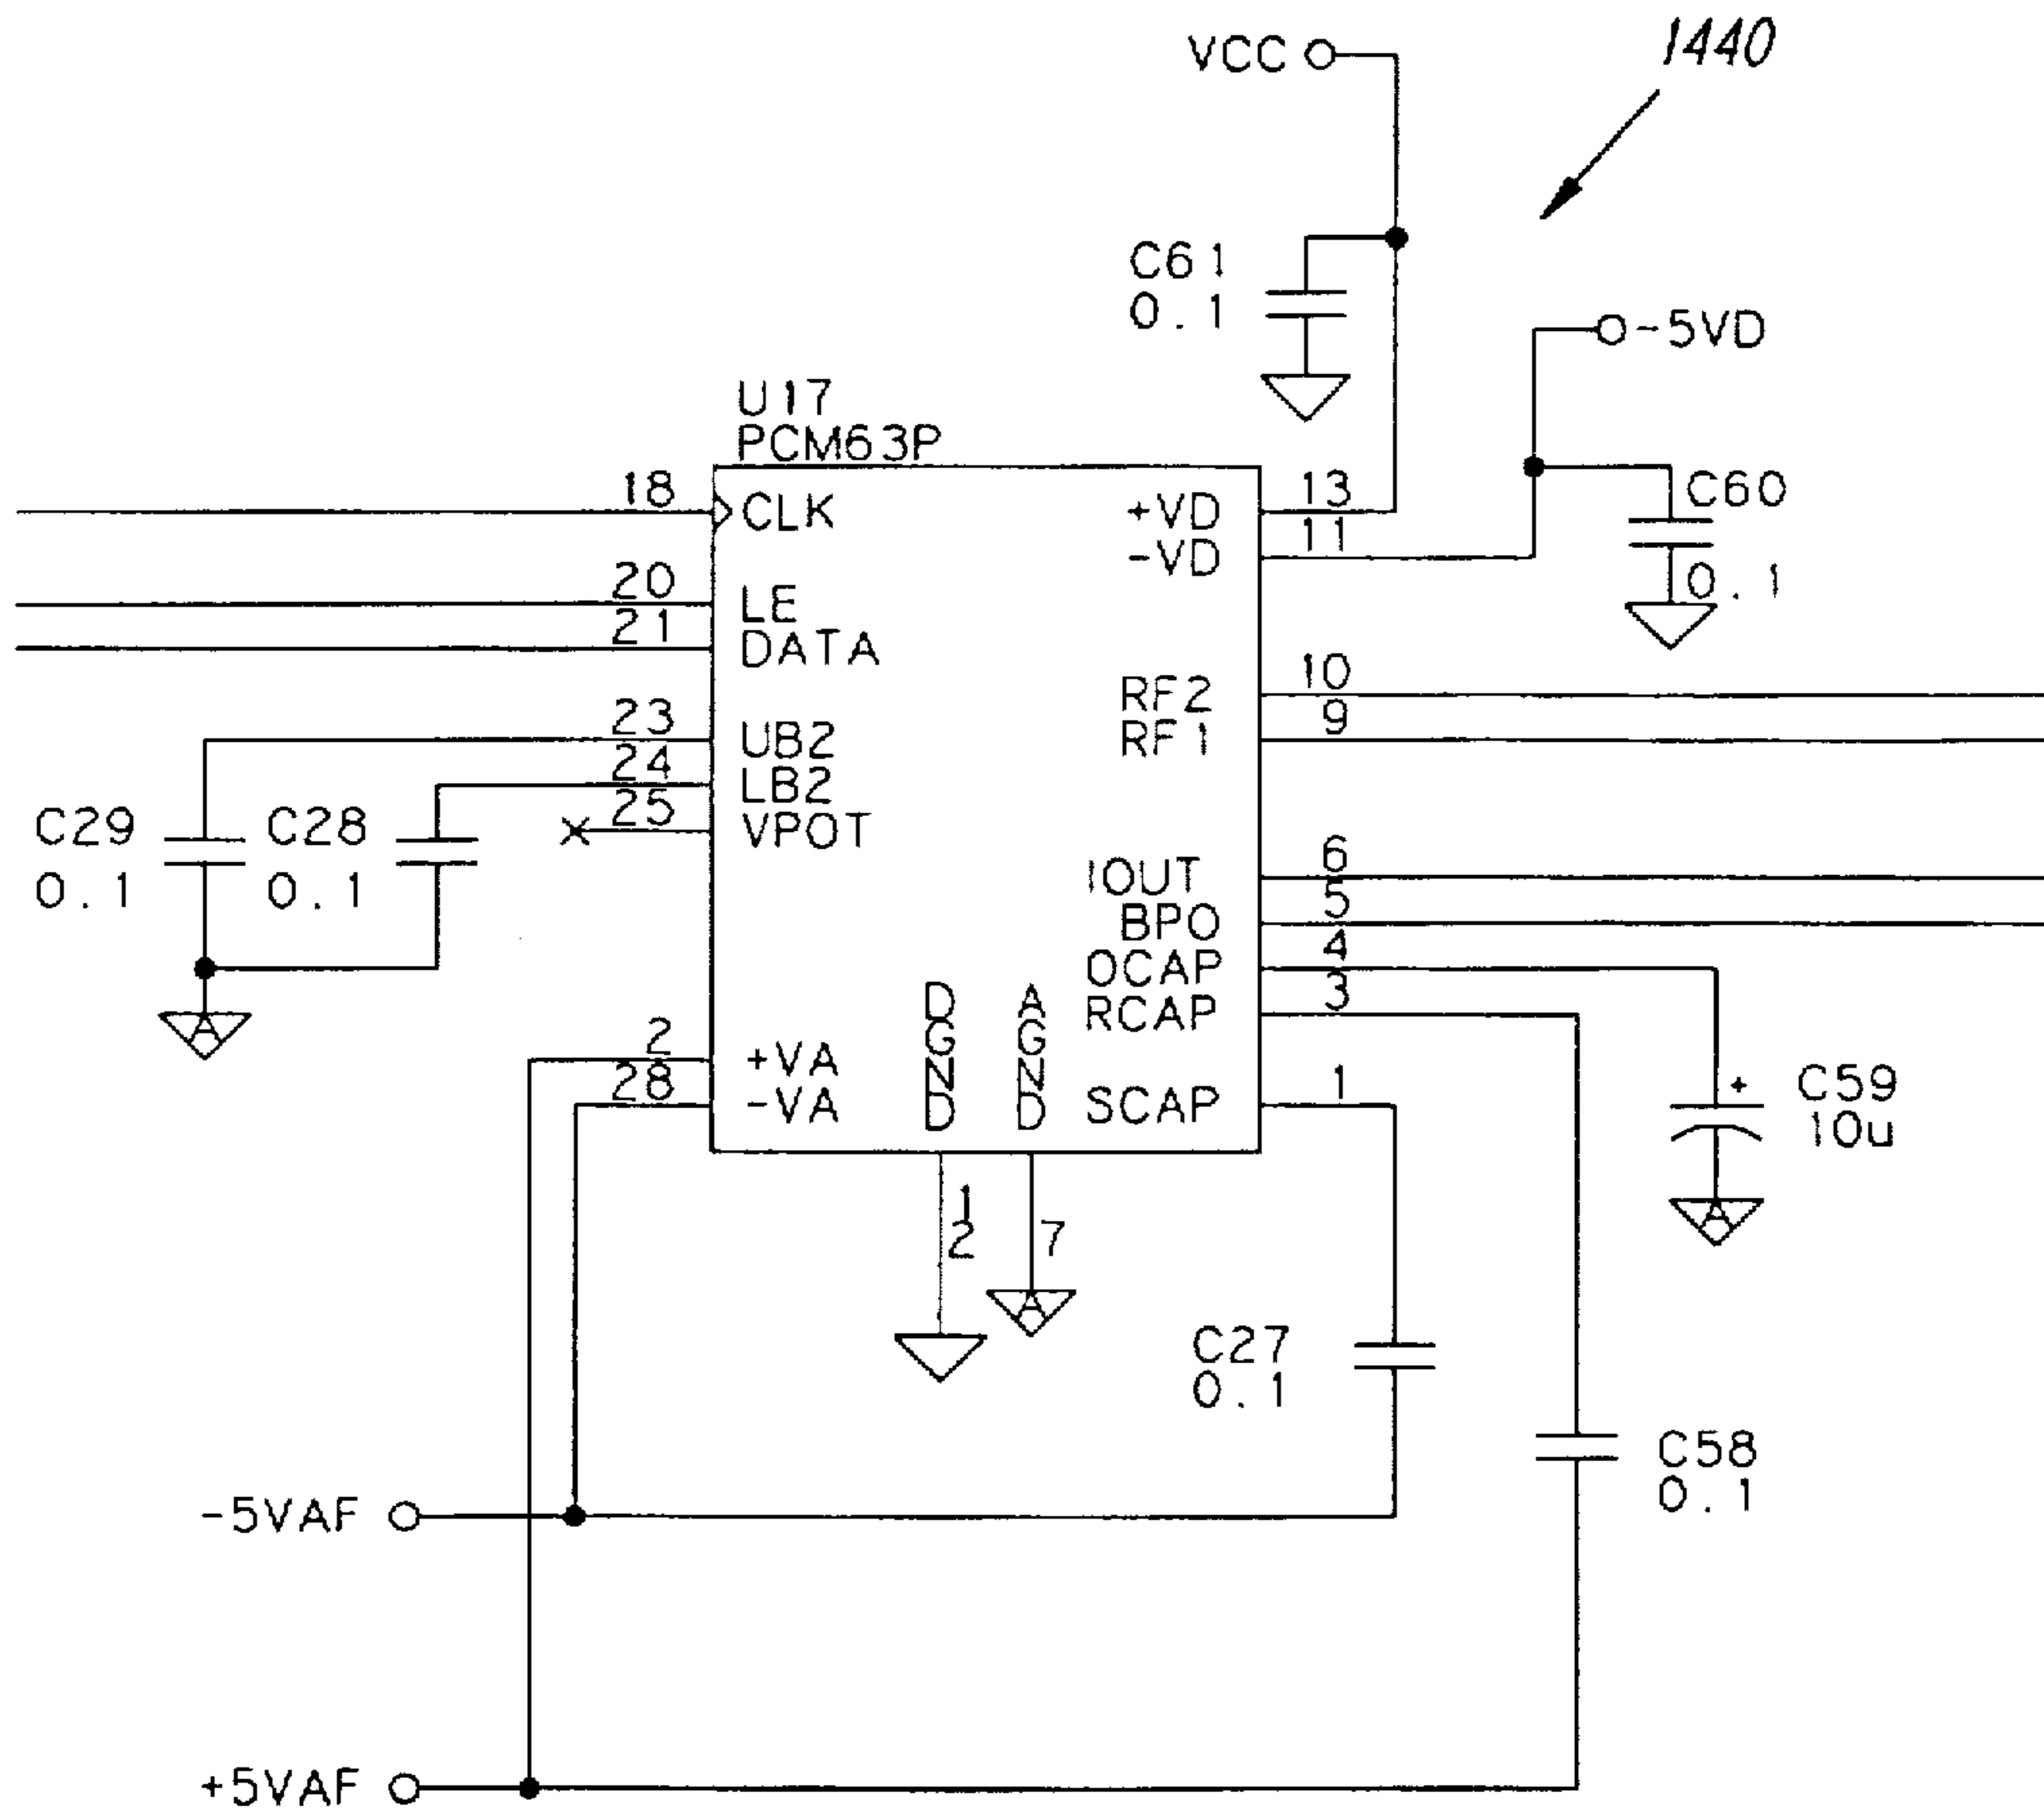 1440
VCC
C61
0.1
-5VD
U17
PCM63P
C60
0.1
18
CLK
+VD
13
-VD
11
20
LE
21
DATA
RF2
10
RF1
9
23
UB2
24
LB2
25
VPOT
C29
0.1
C28
0.1
IOUT
6
BPO
5
OCAP
4
RCAP
3
SCAP
1
A
2
+VA
28
-VA
DGND
AGND
C59
+
10u
A
12
7
A
C27
0.1
C58
0.1
-5VAF
+5VAF